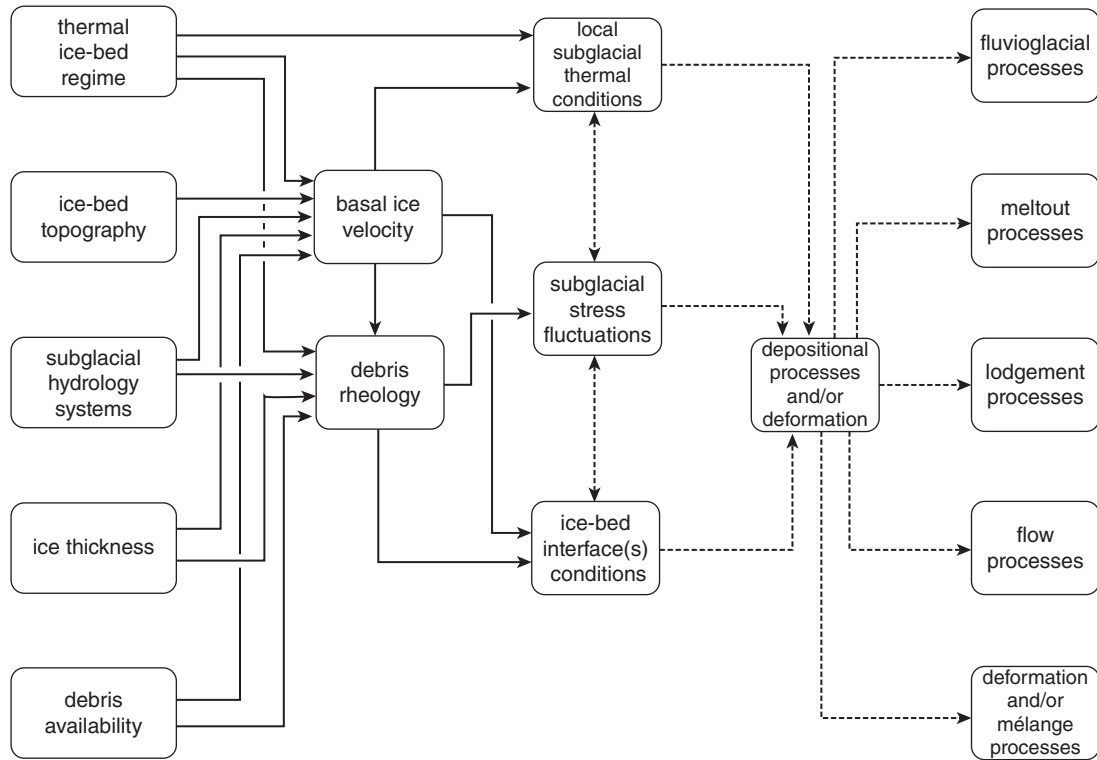 thermal
ice-bed
regime
ice-bed
topography
subglacial
hydrology
systems
ice thickness
debris
availability
basal ice
velocity
debris
rheology
local
subglacial
thermal
conditions
subglacial
stress
fluctuations
ice-bed
interface(s)
conditions
depositional
processes
and/or
deformation
fluvioglacial
processes
meltout
processes
lodgement
processes
flow
processes
deformation
and/or
mélange
processes